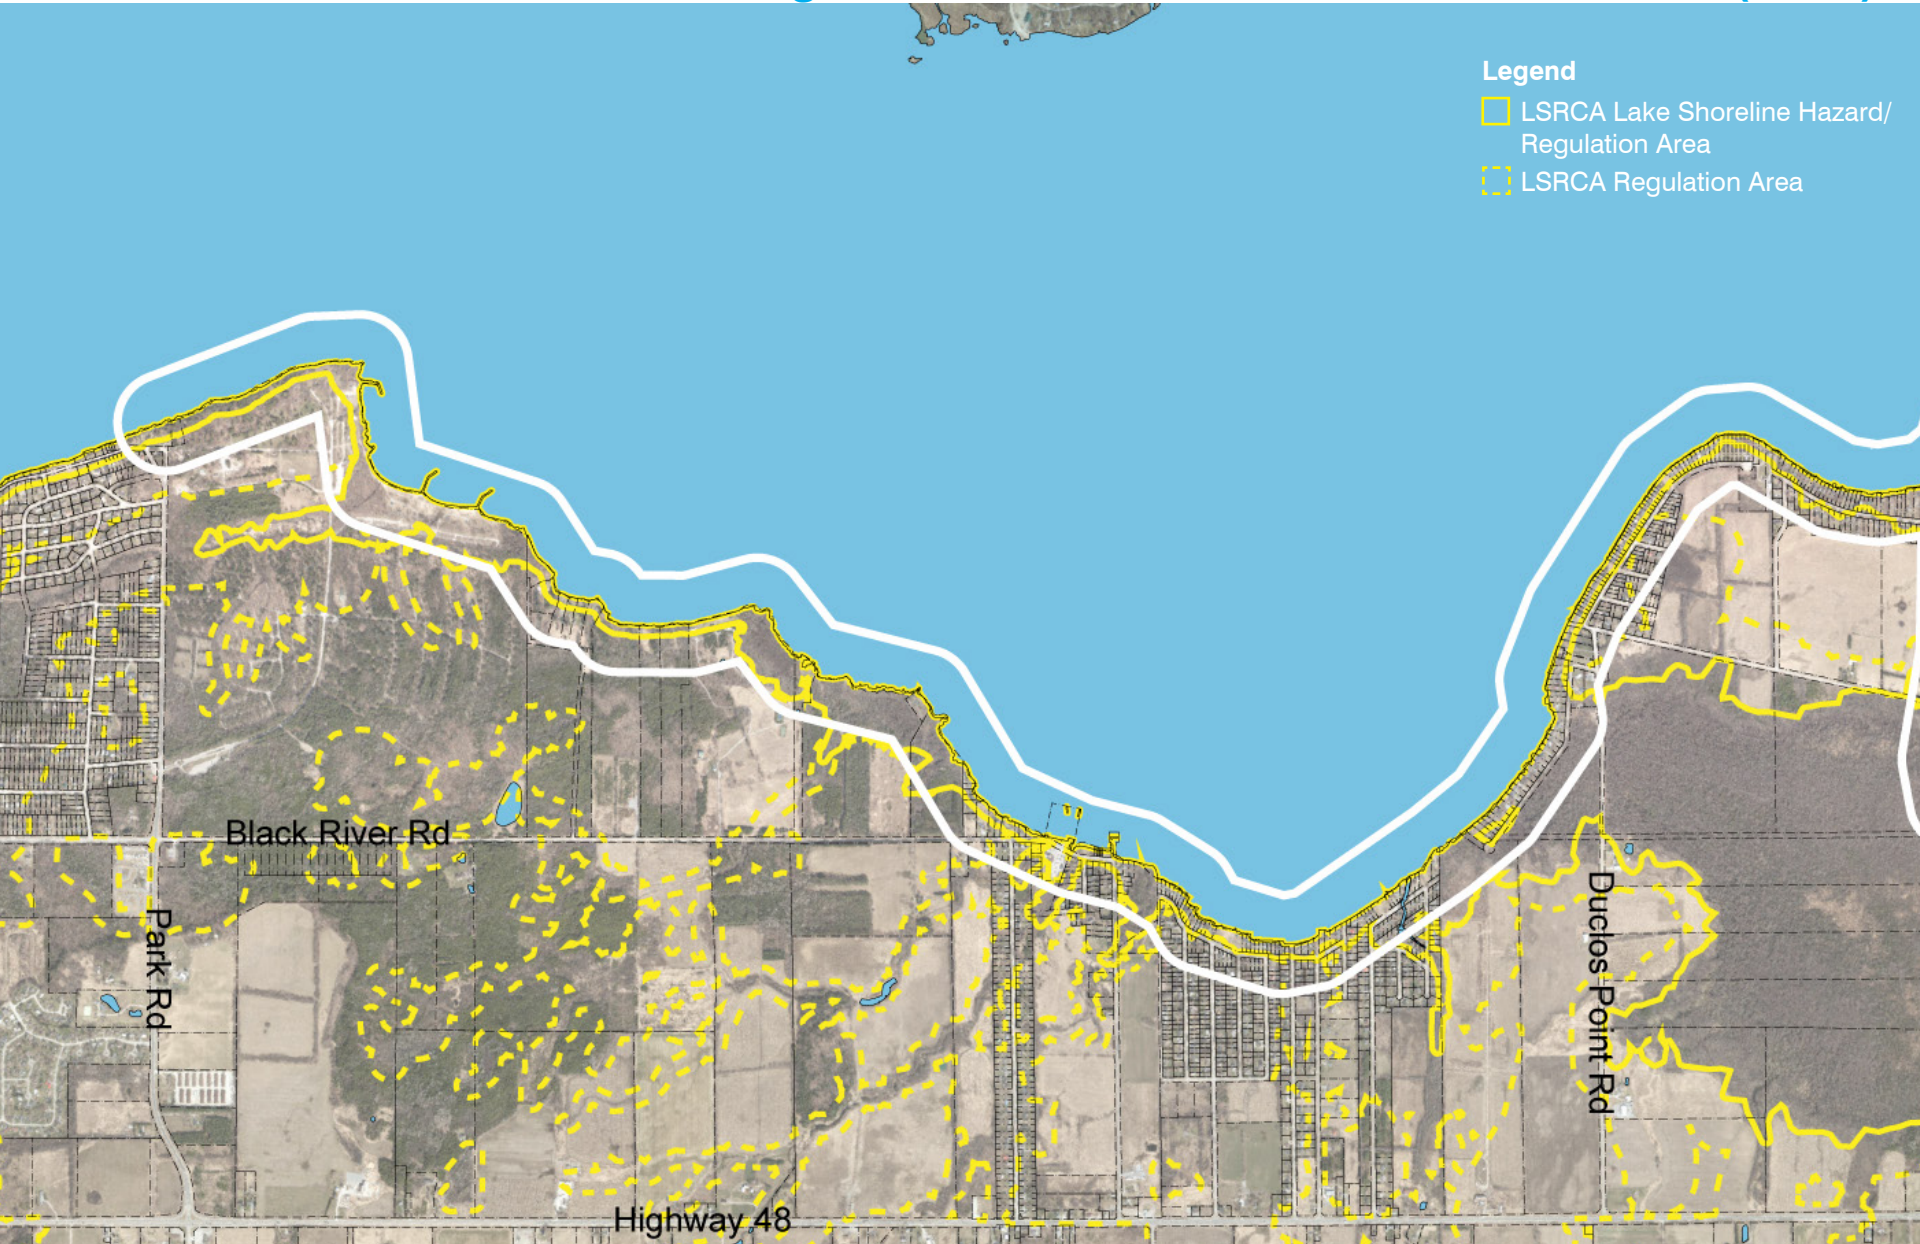 Legend
LSRCA Lake Shoreline Hazard/
Regulation Area
LSRCA Regulation Area
Black River Rd
Park Rd
Duclos Point Rd
Highway 48